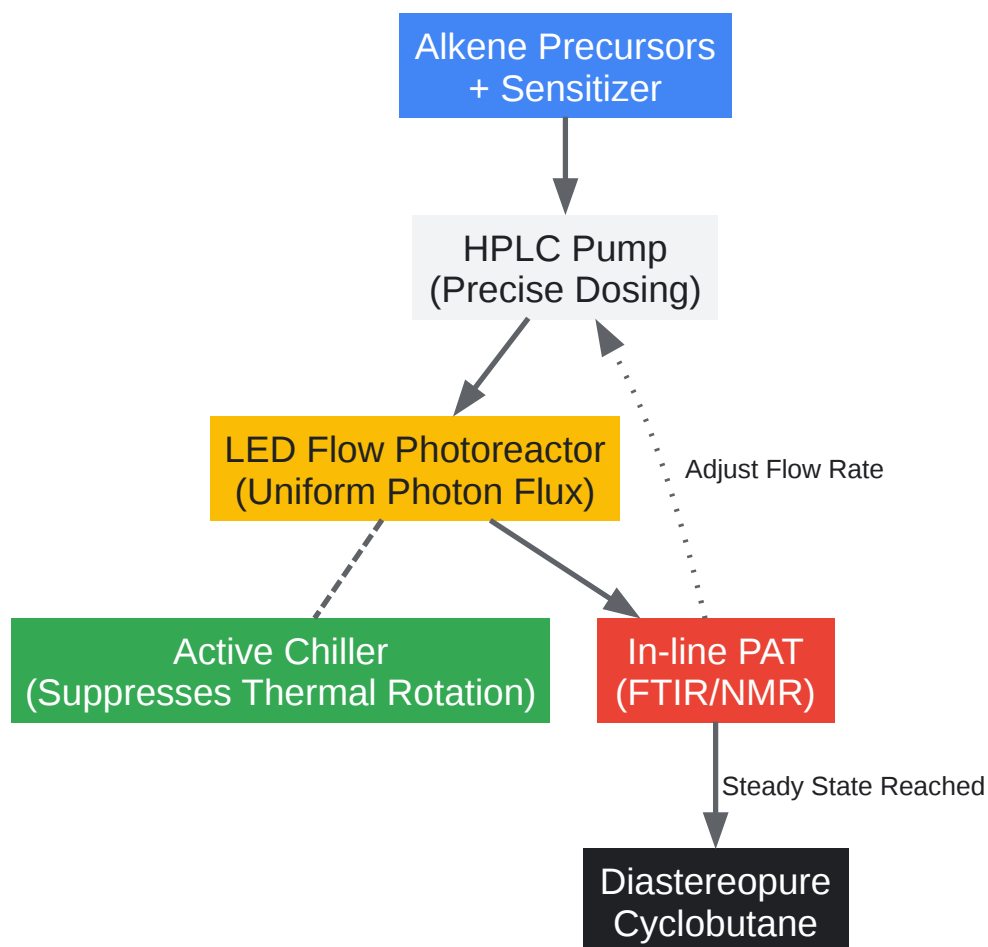 Alkene Precursors
+ Sensitizer
HPLC Pump
(Precise Dosing)
LED Flow Photoreactor
(Uniform Photon Flux)
Adjust Flow Rate
Active Chiller
(Suppresses Thermal Rotation)
In-line PAT
(FTIR/NMR)
Steady State Reached
Diastereopure
Cyclobutane